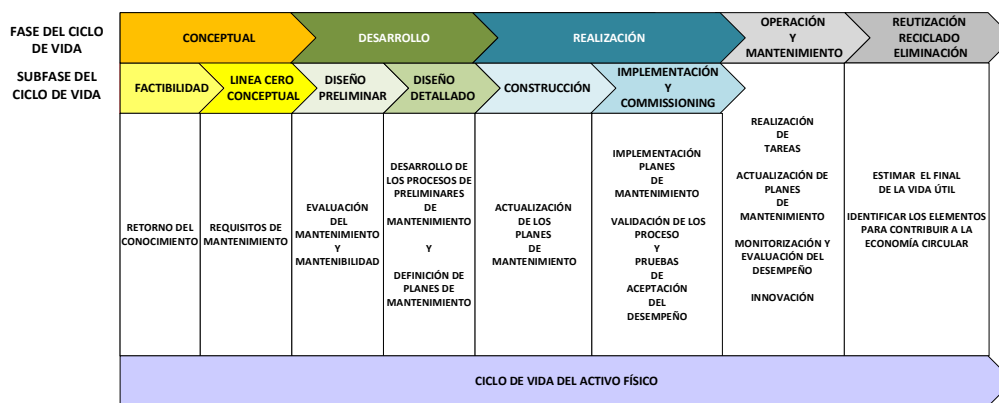 FASE DEL CICLO
DE VIDA
CONCEPTUAL
DESARROLLO
REALIZACIÓN
OPERACIÓN
Y
MANTENIMIENTO
REUTIZACIÓN
RECICLADO
ELIMINACIÓN
SUBFASE DEL
CICLO DE VIDA
FACTIBILIDAD
LINEA CERO
CONCEPTUAL
DISEÑO
PRELIMINAR
DISEÑO
DETALLADO
CONSTRUCCIÓN
IMPLEMENTACIÓN
Y
COMMISSIONING
RETORNO DEL
CONOCIMIENTO
REQUISITOS DE
MANTENIMIENTO
EVALUACIÓN
DEL
MANTENIMIENTO
Y
MANTENIBILIDAD
DESARROLLO DE
LOS PROCESOS DE
PRELIMINARES
DE
MANTENIMIENTO
Y
DEFINICIÓN DE
PLANES DE
MANTENIMIENTO
ACTUALIZACIÓN
DE LOS
PLANES
DE
MANTENIMIENTO
IMPLEMENTACIÓN
PLANES
DE
MANTENIMIENTO
VALIDACIÓN DE LOS
PROCESO
Y
PRUEBAS
DE
ACEPTACIÓN
DEL
DESEMPEÑO
REALIZACIÓN
DE
TAREAS
ACTUALIZACIÓN DE
PLANES
DE
MANTENIMIENTO
MONITORIZACIÓN Y
EVALUACIÓN DEL
DESEMPEÑO
INNOVACIÓN
ESTIMAR EL FINAL
DE LA VIDA ÚTIL
IDENTIFICAR LOS ELEMENTOS
PARA CONTRIBUIR A LA
ECONOMÍA CIRCULAR
CICLO DE VIDA DEL ACTIVO FÍSICO